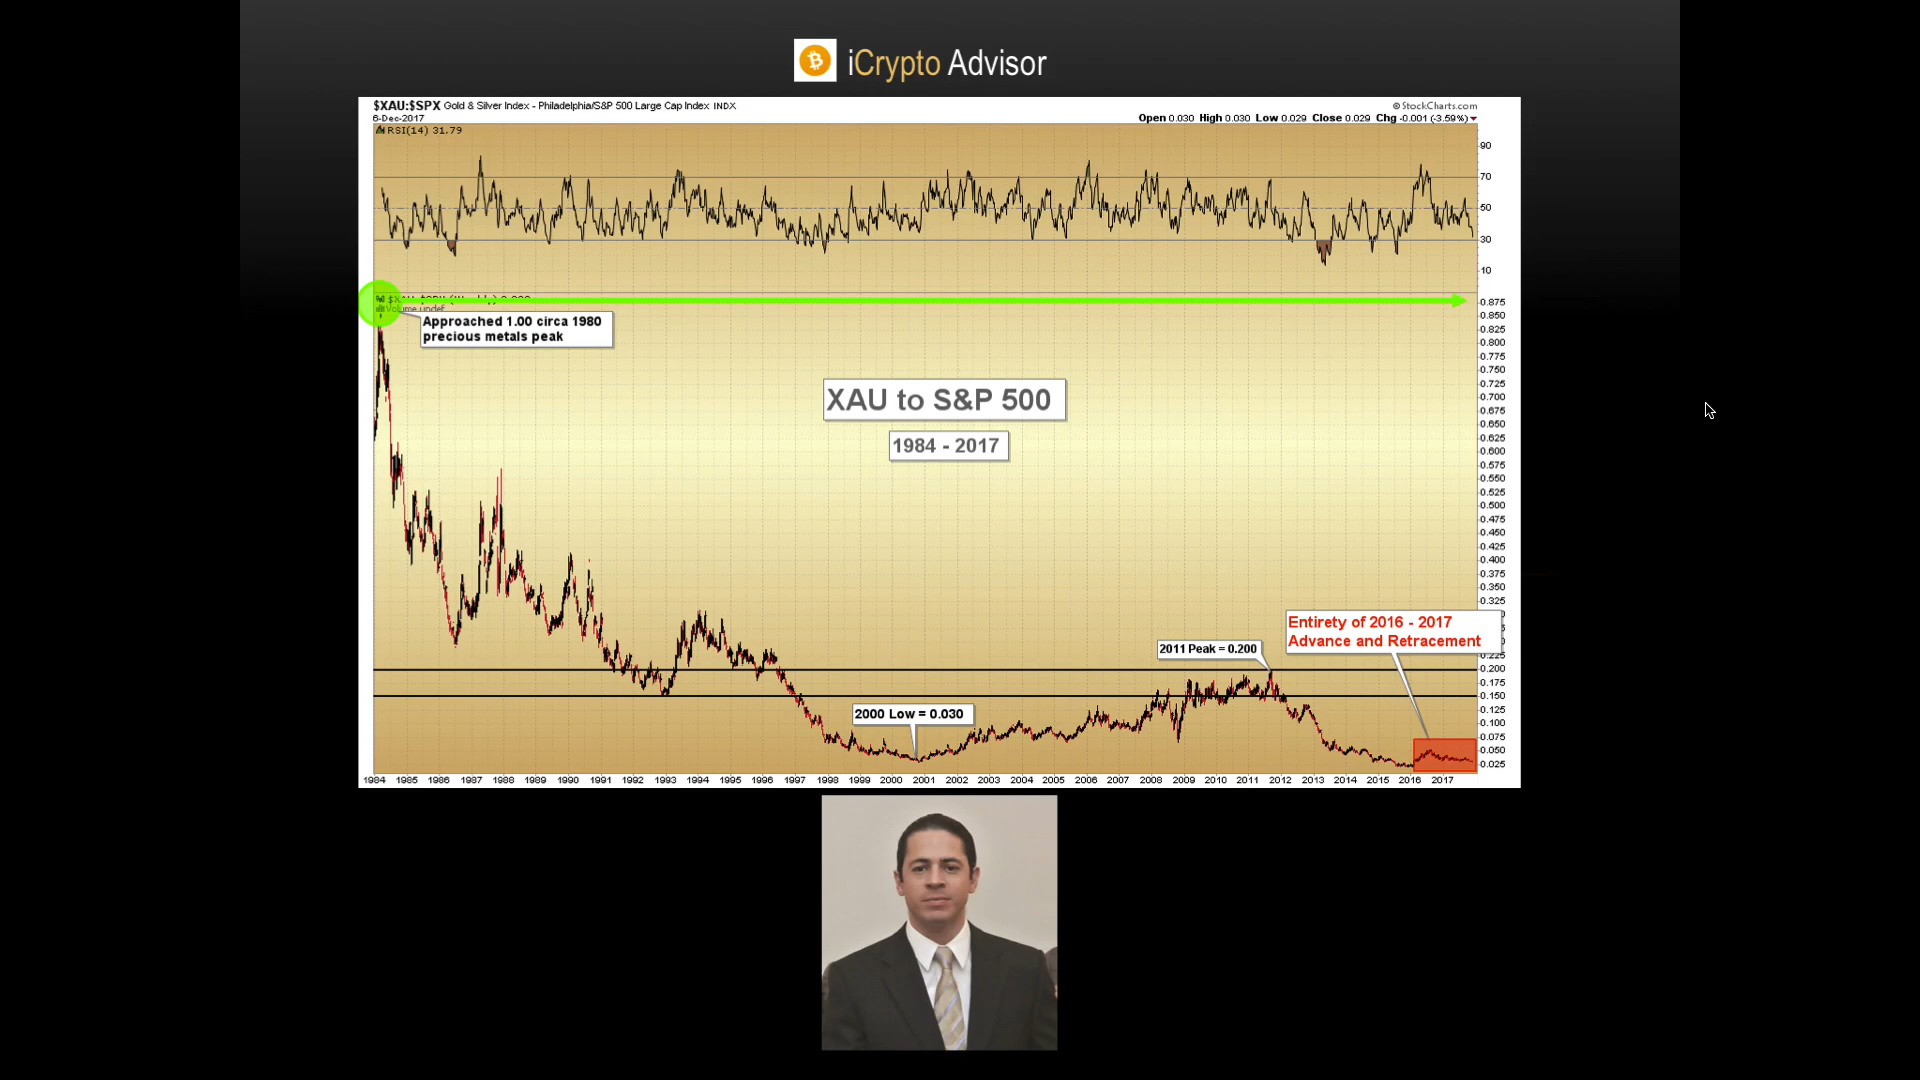 iCrypto Advisor
$XAU:$SPX Gold & Silver Index - Philadelphia/S&P 500 Large Cap Index INDX
© StockCharts.com
6-Dec-2017
Open 0.030 High 0.030 Low 0.029 Close 0.029 Chg -0.001 (-3.59%)
RSI(14) 31.79
90
70
50
30
10
Volume undef
Approached 1.00 circa 1980
precious metals peak
XAU to S&P 500
1984 - 2017
Entirety of 2016 - 2017
Advance and Retracement
2011 Peak = 0.200
2000 Low = 0.030
0.875
0.850
0.825
0.800
0.775
0.750
0.725
0.700
0.675
0.650
0.625
0.600
0.575
0.550
0.525
0.500
0.475
0.450
0.425
0.400
0.375
0.350
0.325
0.225
0.200
0.175
0.150
0.125
0.100
0.075
0.050
0.025
1984 1985 1986 1987 1988 1989 1990 1991 1992 1993 1994 1995 1996 1997 1998 1999 2000 2001 2002 2003 2004 2005 2006 2007 2008 2009 2010 2011 2012 2013 2014 2015 2016 2017